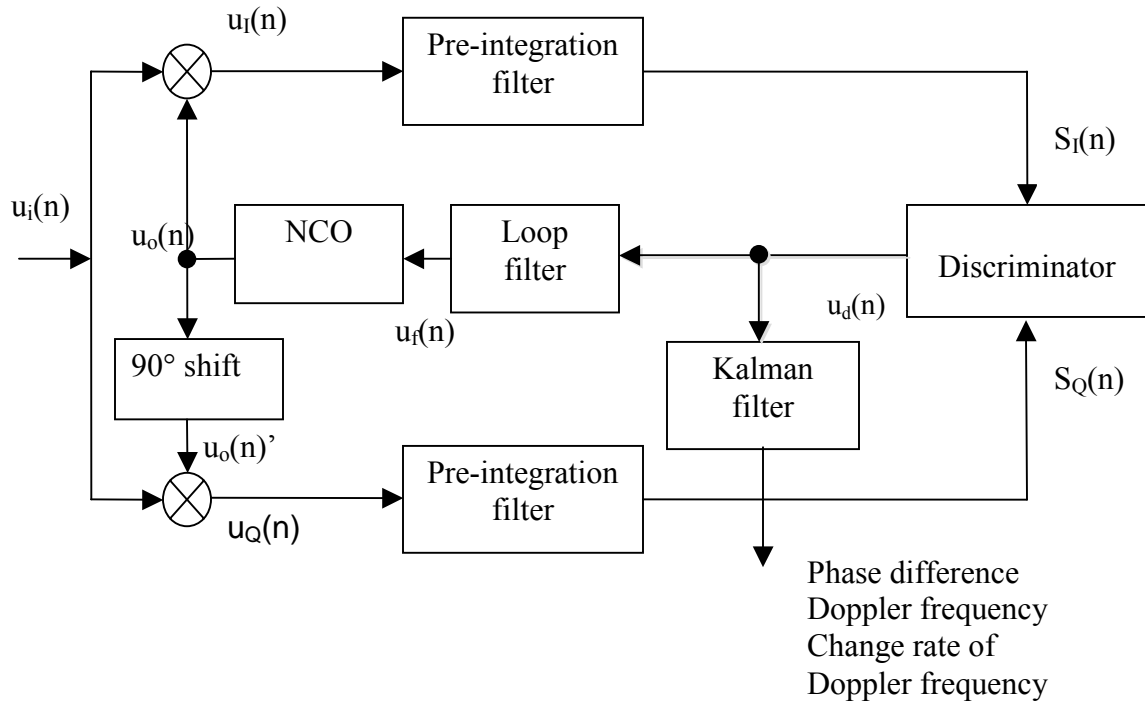 u_I(n)
Pre-integration
filter
S_I(n)
u_i(n)
u_o(n)
NCO
Loop
filter
Discriminator
u_f(n)
u_d(n)
90° shift
Kalman
filter
S_Q(n)
u_o(n)’
Pre-integration
filter
u_Q(n)
Phase difference
Doppler frequency
Change rate of
Doppler frequency